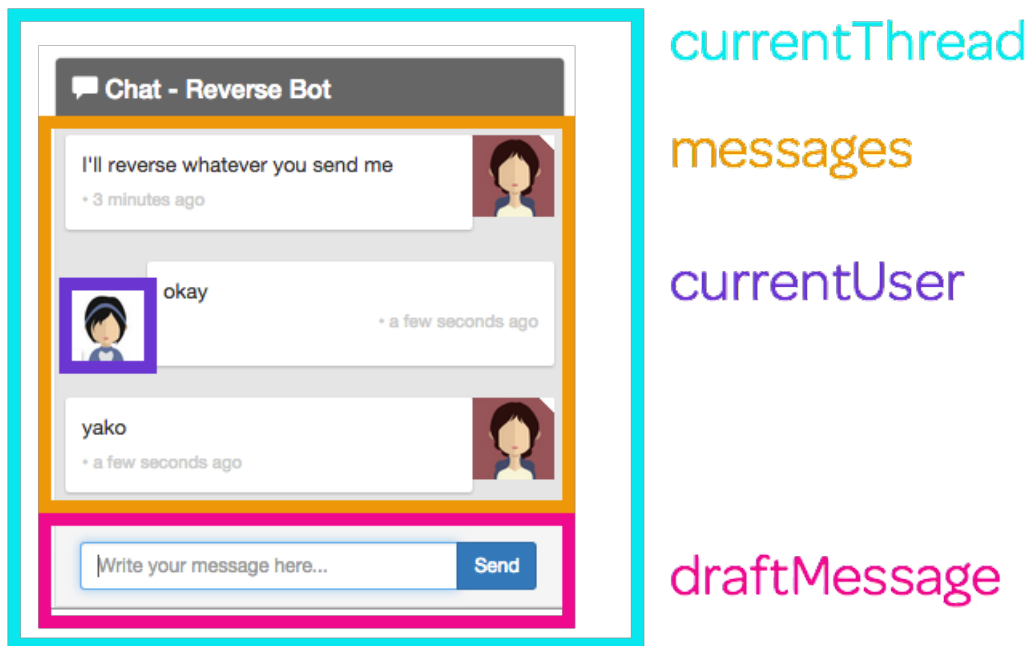 currentThread
Chat - Reverse Bot
messages
I'll reverse whatever you send me
• 3 minutes ago
currentUser
okay
• a few seconds ago
yako
• a few seconds ago
Write your message here...
Send
draftMessage